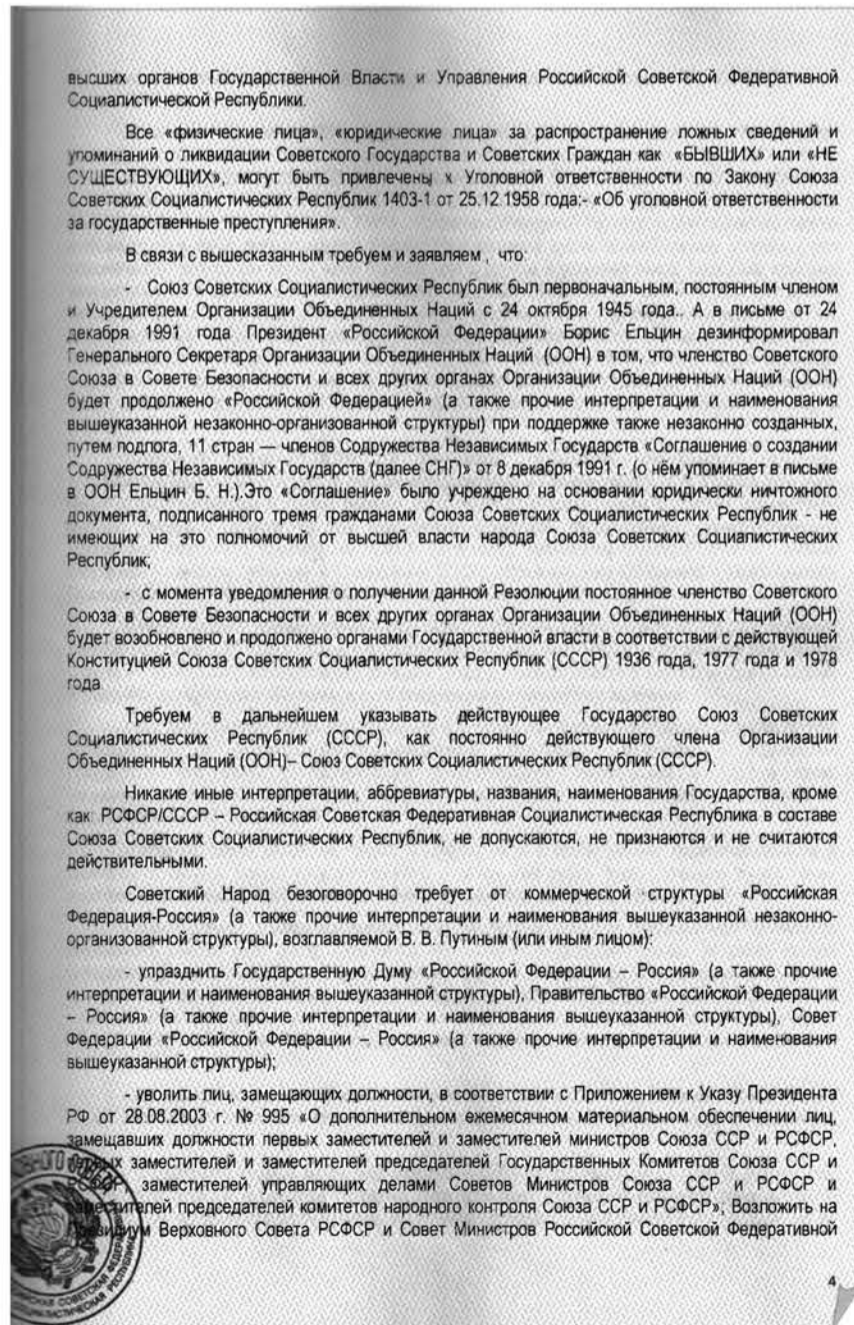 высших органов Государственной Власти и Управления Российской Советской Федеративной
Социалистической Республики.
Все «физические лица», «юридические лица» за распространение ложных сведений и
упоминаний о ликвидации Советского Государства и Советских Граждан как «БЫВШИХ» или «НЕ
СУЩЕСТВУЮЩИХ», могут быть привлечены к Уголовной ответственности по Закону Союза
Советских Социалистических Республик 1403-1 от 25.12.1958 года:- «Об уголовной ответственности
за государственные преступления».
В связи с вышесказанным требуем и заявляем , что:
- Союз Советских Социалистических Республик был первоначальным, постоянным членом
и Учредителем Организации Объединенных Наций с 24 октября 1945 года.. А в письме от 24
декабря 1991 года Президент «Российской Федерации» Борис Ельцин дезинформировал
Генерального Секретаря Организации Объединенных Наций (ООН) в том, что членство Советского
Союза в Совете Безопасности и всех других органах Организации Объединенных Наций (ООН)
будет продолжено «Российской Федерацией» (а также прочие интерпретации и наименования
вышеуказанной незаконно-организованной структуры) при поддержке также незаконно созданных,
путем подлога, 11 стран — членов Содружества Независимых Государств «Соглашение о создании
Содружества Независимых Государств (далее СНГ)» от 8 декабря 1991 г. (о нём упоминает в письме
в ООН Ельцин Б. Н.).Это «Соглашение» было учреждено на основании юридически ничтожного
документа, подписанного тремя гражданами Союза Советских Социалистических Республик - не
имеющих на это полномочий от высшей власти народа Союза Советских Социалистических
Республик;
- с момента уведомления о получении данной Резолюции постоянное членство Советского
Союза в Совете Безопасности и всех других органах Организации Объединенных Наций (ООН)
будет возобновлено и продолжено органами Государственной власти в соответствии с действующей
Конституцией Союза Советских Социалистических Республик (СССР) 1936 года, 1977 года и 1978
года
Требуем в дальнейшем указывать действующее Государство Союз Советских
Социалистических Республик (СССР), как постоянно действующего члена Организации
Объединенных Наций (ООН)– Союз Советских Социалистических Республик (СССР).
Никакие иные интерпретации, аббревиатуры, названия, наименования Государства, кроме
как: РСФСР/СССР – Российская Советская Федеративная Социалистическая Республика в составе
Союза Советских Социалистических Республик, не допускаются, не признаются и не считаются
действительными.
Советский Народ безоговорочно требует от коммерческой структуры «Российская
Федерация-Россия» (а также прочие интерпретации и наименования вышеуказанной незаконно-
организованной структуры), возглавляемой В. В. Путиным (или иным лицом):
- упразднить Государственную Думу «Российской Федерации – Россия» (а также прочие
интерпретации и наименования вышеуказанной структуры), Правительство «Российской Федерации
– Россия» (а также прочие интерпретации и наименования вышеуказанной структуры), Совет
Федерации «Российской Федерации – Россия» (а также прочие интерпретации и наименования
вышеуказанной структуры);
- уволить лиц, замещающих должности, в соответствии с Приложением к Указу Президента
РФ от 28.08.2003 г. № 995 «О дополнительном ежемесячном материальном обеспечении лиц,
замещавших должности первых заместителей и заместителей министров Союза ССР и РСФСР,
первых заместителей и заместителей председателей Государственных Комитетов Союза ССР и
РСФСР, заместителей управляющих делами Советов Министров Союза ССР и РСФСР и
заместителей председателей комитетов народного контроля Союза ССР и РСФСР»; Возложить на
Президиум Верховного Совета РСФСР и Совет Министров Российской Советской Федеративной
4